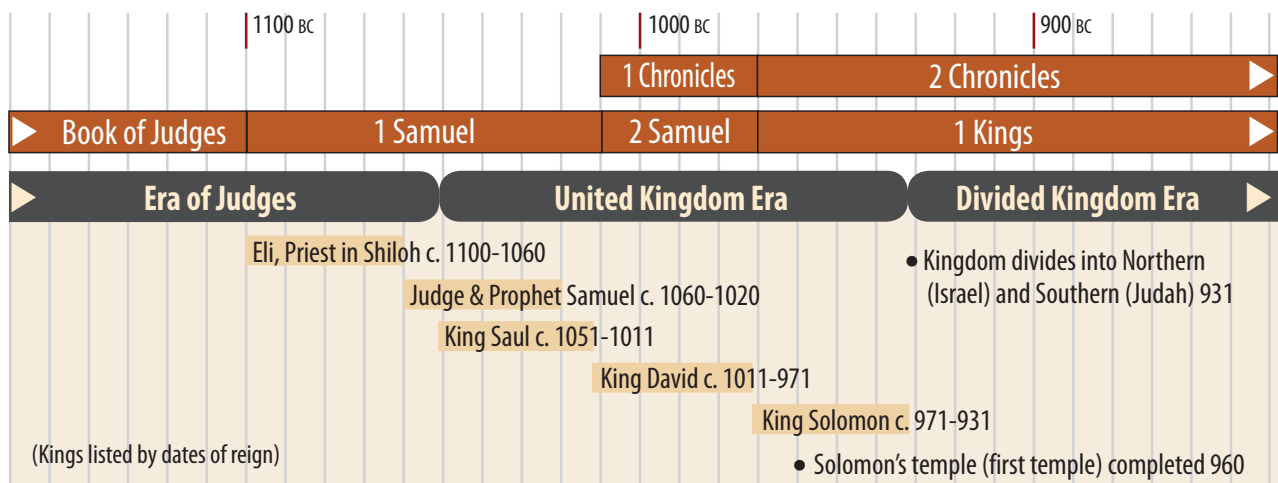 1100 BC
1000 BC
900 BC
1 Chronicles
2 Chronicles
Book of Judges
1 Samuel
2 Samuel
1 Kings
Era of Judges
United Kingdom Era
Divided Kingdom Era
Eli, Priest in Shiloh c. 1100-1060
• Kingdom divides into Northern
(Israel) and Southern (Judah) 931
Judge & Prophet Samuel c. 1060-1020
King Saul c. 1051-1011
King David c. 1011-971
King Solomon c. 971-931
(Kings listed by dates of reign)
• Solomon's temple (first temple) completed 960